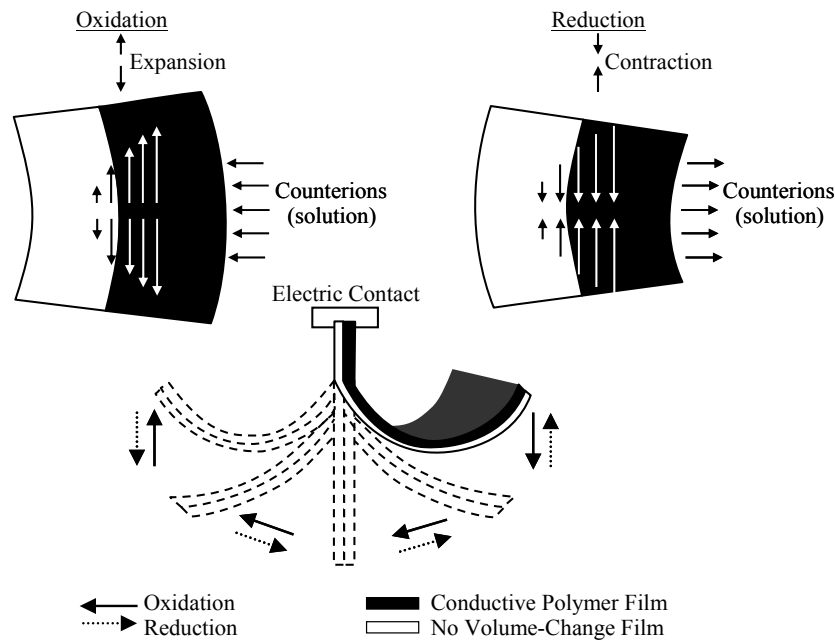 Oxidation
Expansion
Reduction
Contraction
Counterions
(solution)
Counterions
(solution)
Electric Contact
Oxidation
Reduction
Conductive Polymer Film
No Volume-Change Film